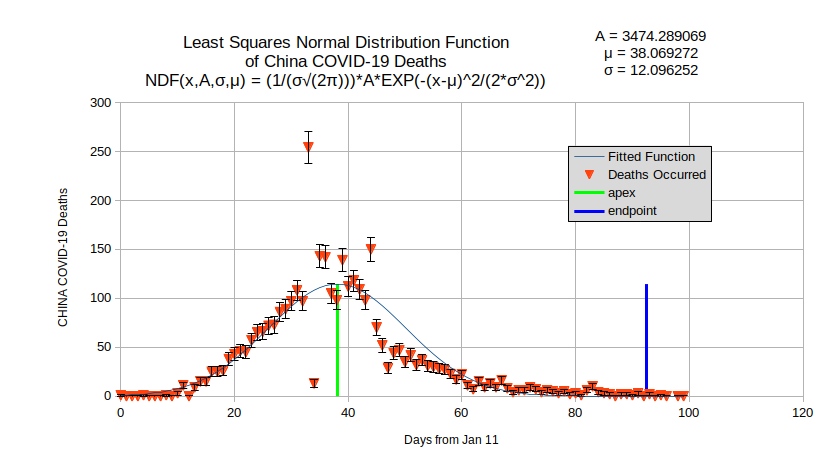 Least Squares Normal Distribution Function
of China COVID-19 Deaths
NDF(x,A,σ,μ) = (1/(σ√(2π)))*A*EXP(-(x-μ)^2/(2*σ^2))
A = 3474.289069
μ = 38.069272
σ = 12.096252
300
250
200
150
100
50
0
CHINA COVID-19 Deaths
Fitted Function
Deaths Occurred
apex
endpoint
0 20 40 60 80 100 120
Days from Jan 11